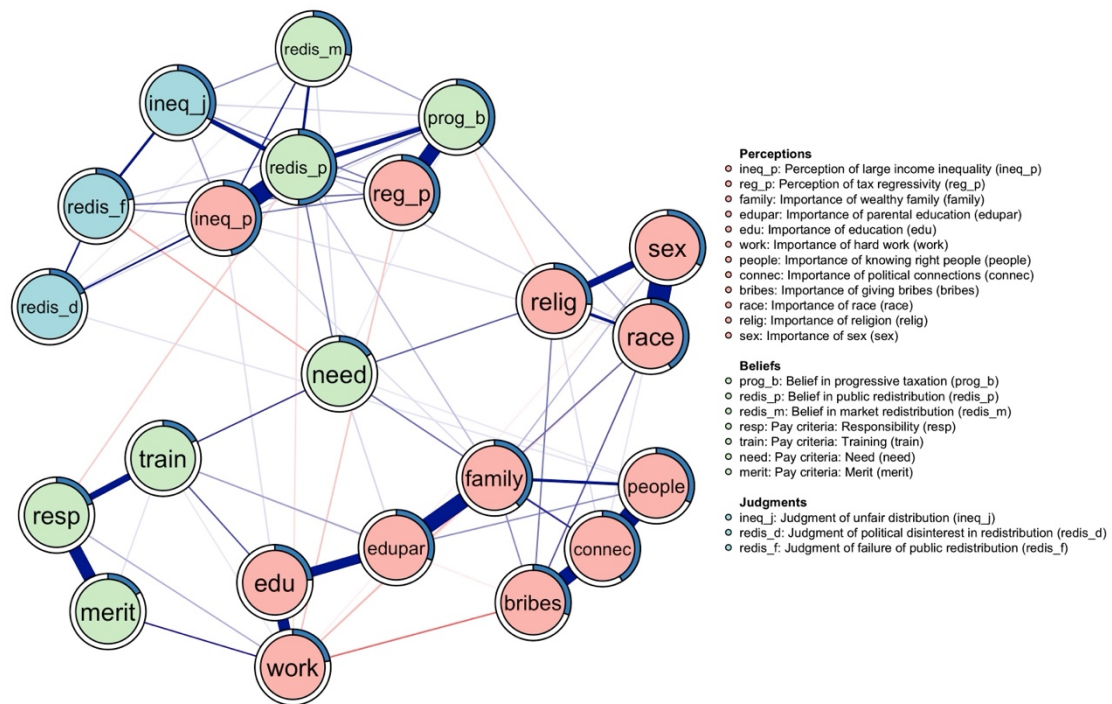 redis_m
ineq_j
prog_b
redis_p
redis_f
ineq_p
reg_p
sex
redis_d
relig
race
need
train
family
people
resp
edupar
connec
edu
merit
bribes
work
Perceptions
ineq_p: Perception of large income inequality (ineq_p)
reg_p: Perception of tax regressivity (reg_p)
family: Importance of wealthy family (family)
edupar: Importance of parental education (edupar)
edu: Importance of education (edu)
work: Importance of hard work (work)
people: Importance of knowing right people (people)
connec: Importance of political connections (connec)
bribes: Importance of giving bribes (bribes)
race: Importance of race (race)
relig: Importance of religion (relig)
sex: Importance of sex (sex)
Beliefs
prog_b: Belief in progressive taxation (prog_b)
redis_p: Belief in public redistribution (redis_p)
redis_m: Belief in market redistribution (redis_m)
resp: Pay criteria: Responsibility (resp)
train: Pay criteria: Training (train)
need: Pay criteria: Need (need)
merit: Pay criteria: Merit (merit)
Judgments
ineq_j: Judgment of unfair distribution (ineq_j)
redis_d: Judgment of political disinterest in redistribution (redis_d)
redis_f: Judgment of failure of public redistribution (redis_f)